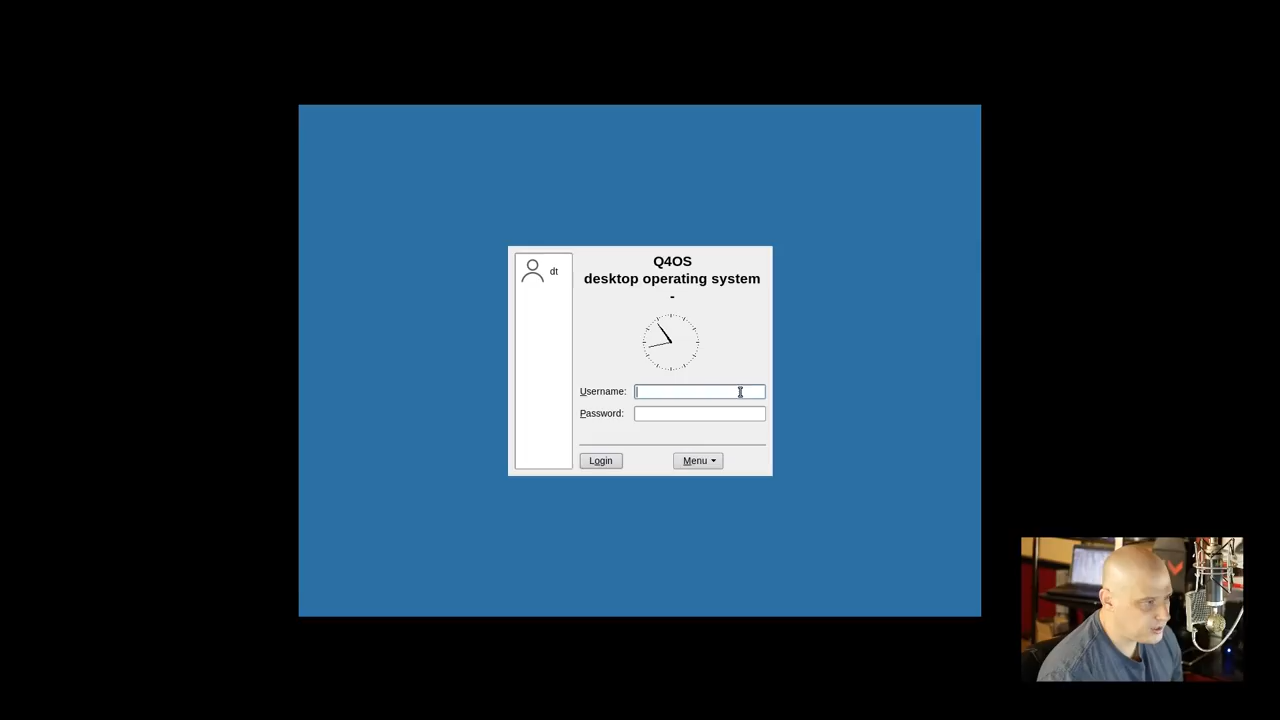 Q4OS
desktop operating system
-
dt
Username:
Password:
Login
Menu